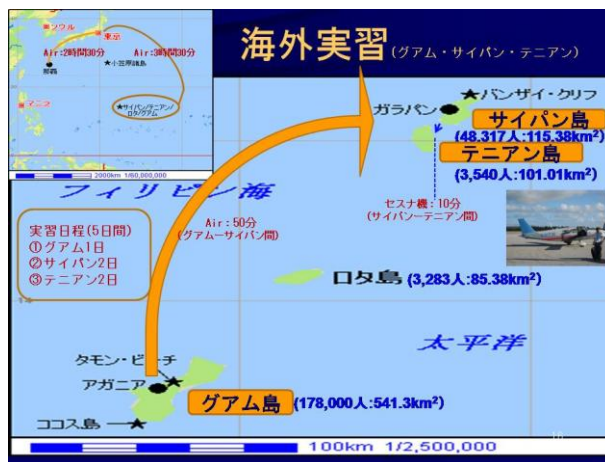 海外実習(グアム・サイパン・テニアン)
ソウル
東京
Air:2時間30分
Air:3時間30分
那覇
★小笠原諸島
マニラ
★サイパン/テニアン/
ロタ/グアム
2000km 1/60,000,000
フィリピン海
バンザイ・クリフ
ガラパン
サイパン島
(48,317人:115.38km²)
テニアン島
(3,540人:101.01km²)
セスナ機:10分
(サイパンーテニアン間)
Air:50分
(グアムーサイパン間)
実習日程(5日間)
①グアム1日
②サイパン2日
③テニアン2日
ロタ島(3,283人:85.38km²)
太平洋
タモン・ビーチ
アガニア
グアム島(178,000人:541.3km²)
ココス島
100km 1/2,500,000